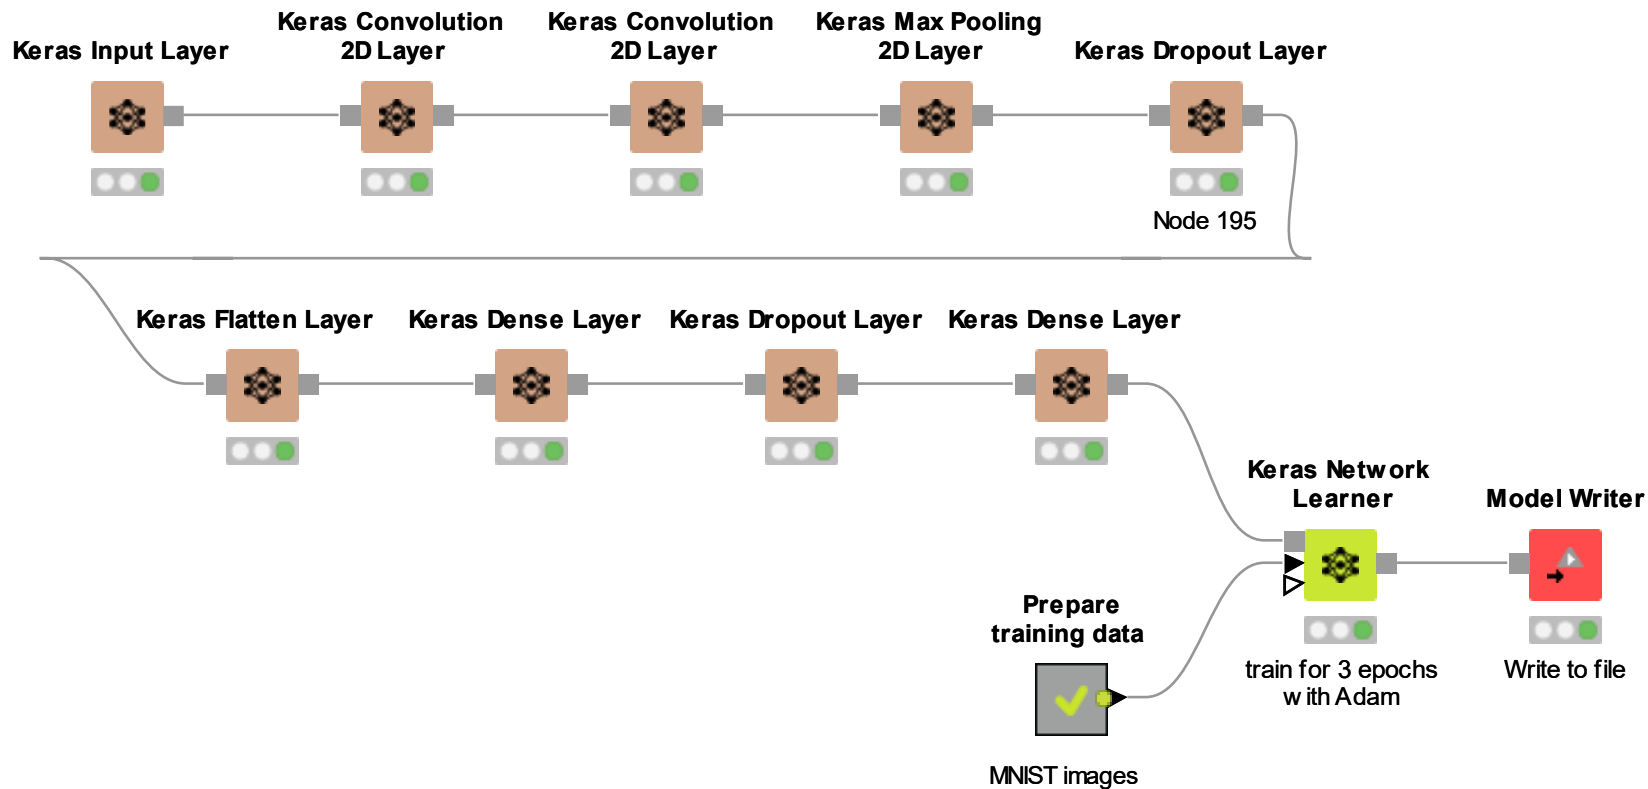 Keras Input Layer
Keras Convolution
2D Layer
Keras Convolution
2D Layer
Keras Max Pooling
2D Layer
Keras Dropout Layer
Node 195
Keras Flatten Layer
Keras Dense Layer
Keras Dropout Layer
Keras Dense Layer
Keras Network
Learner
train for 3 epochs
with Adam
Model Writer
Write to file
Prepare
training data
MNIST images